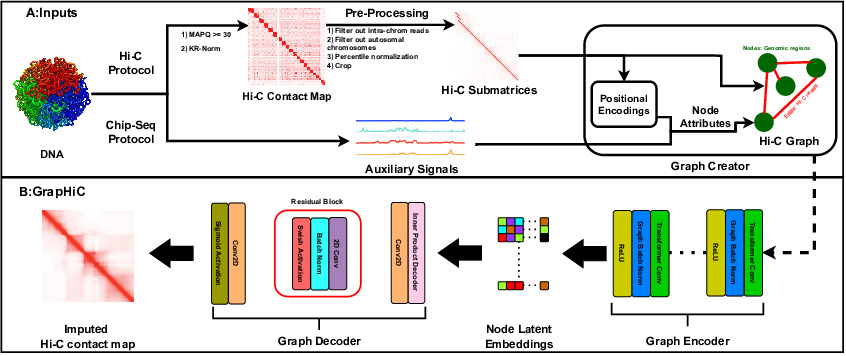 A:Inputs
Pre-Processing
1) MAPQ >= 30
2) KR-Norm
1) Filter out intra-chrom reads
2) Filter out autosomal
chromosomes
3) Percentile normalization
4) Crop
Hi-C
Protocol
Hi-C Contact Map
Hi-C Submatrices
DNA
Chip-Seq
Protocol
Auxiliary Signals
Positional
Encodings
Node
Attributes
Nodes: Genomic regions
Edges: Hi-C reads
Hi-C Graph
Graph Creator
B:GrapHiC
Imputed
Hi-C contact map
Sigmoid Activation
Conv2D
Residual Block
Swish Activation
Batch Norm
2D Conv
Conv2D
Inner Product Decoder
Graph Decoder
Node Latent
Embeddings
ReLU
Graph Batch Norm
Transformer Conv
ReLU
Graph Batch Norm
Transformer Conv
Graph Encoder